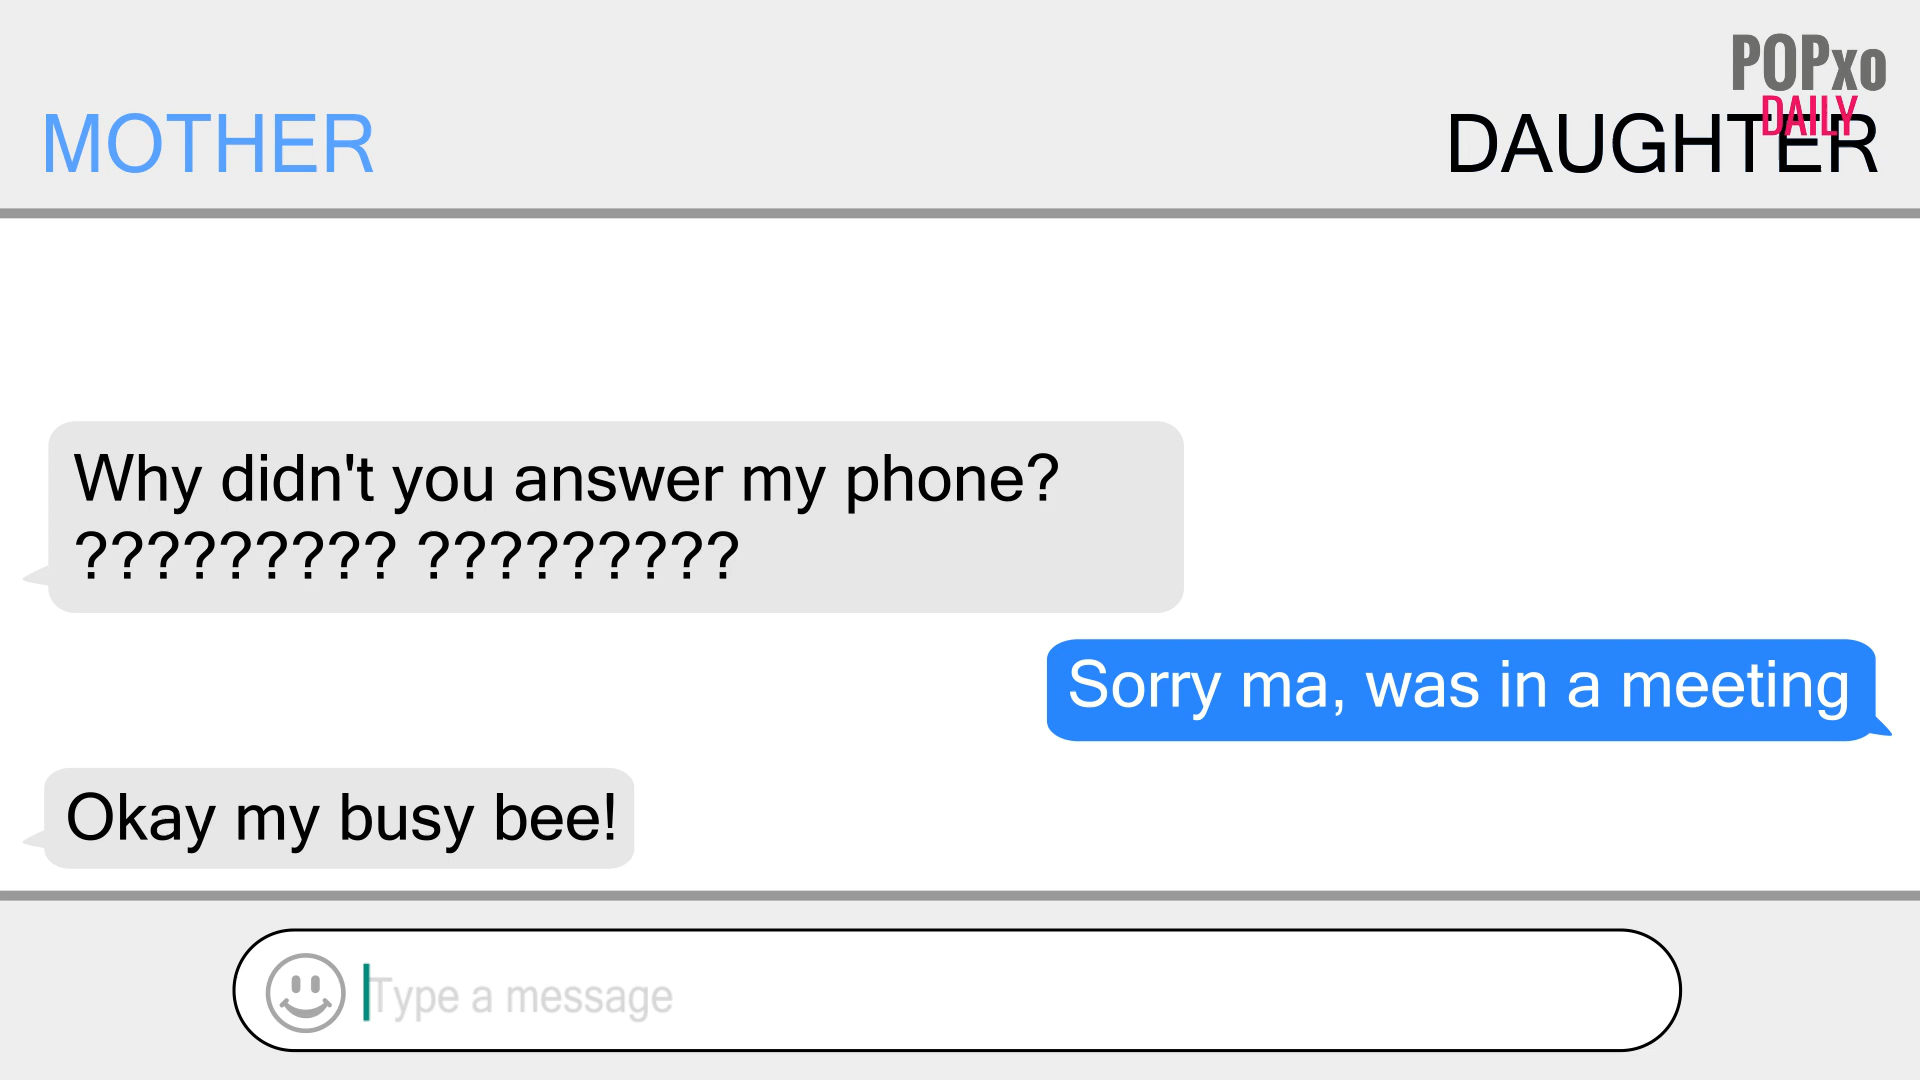 POPxo
DAILY
MOTHER
DAUGHTER
Why didn't you answer my phone?
????????? ?????????
Sorry ma, was in a meeting
Okay my busy bee!
Type a message